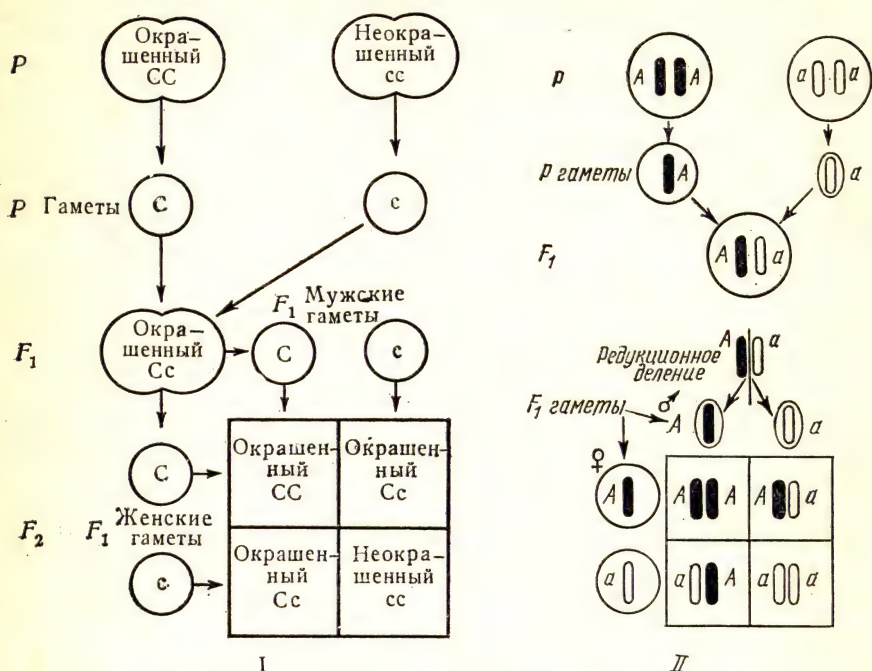 P
Окра-
шенный
CC
Неокра-
шенный
cc
P Гаметы
C
c
F₁
Окра-
шенный
Cc
F₁ Мужские
гаметы
C
c
C
F₂
F₁ Женские
гаметы
c
Окрашен-
ный
CC
Окрашен-
ный
Cc
Окрашен-
ный
Cc
Неокра-
шенный
cc
I
P
A A
a a
P гаметы
A
a
F₁
A a
Редукционное
деление
A a
F₁ гаметы
♂
A
a
♀
A
a
A A
A a
a A
a a
II